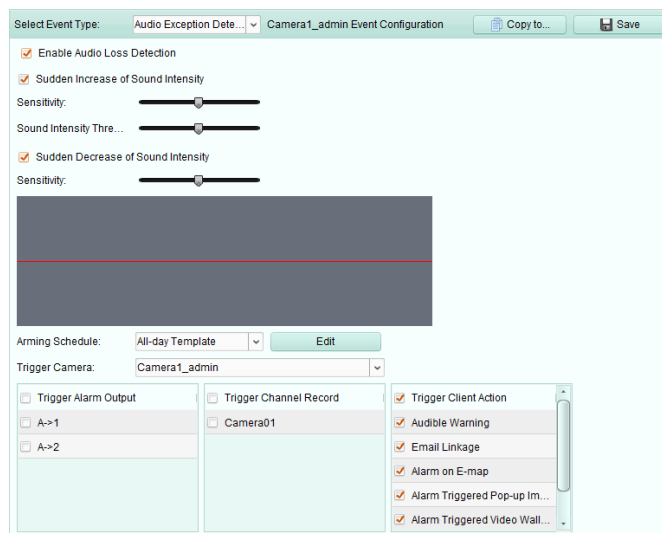 Select Event Type: Audio Exception Dete... Camera1_admin Event Configuration Copy to... Save
Enable Audio Loss Detection
Sudden Increase of Sound Intensity
Sensitivity:
Sound Intensity Thre...
Sudden Decrease of Sound Intensity
Sensitivity:
Arming Schedule: All-day Template Edit
Trigger Camera: Camera1_admin
Trigger Alarm Output
A->1
A->2
Trigger Channel Record
Camera01
Trigger Client Action
Audible Warning
Email Linkage
Alarm on E-map
Alarm Triggered Pop-up Im...
Alarm Triggered Video Wall...